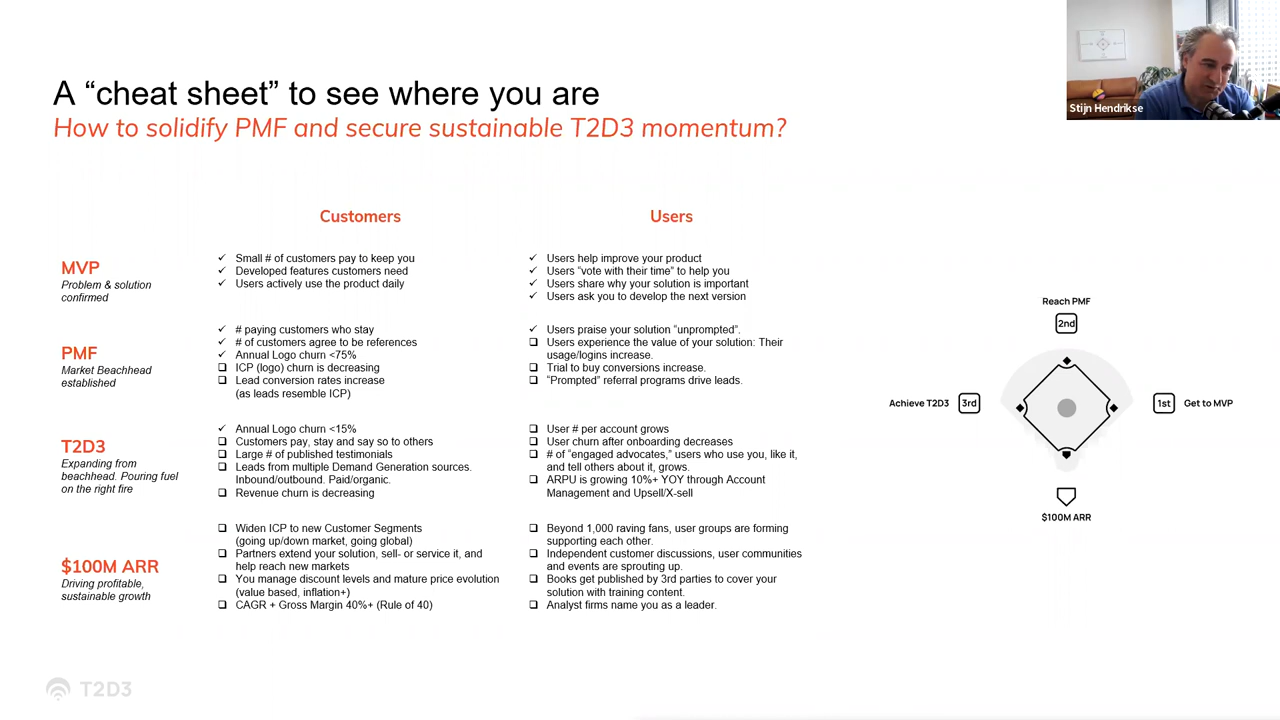 Stijn Hendrikse
A “cheat sheet” to see where you are
How to solidify PMF and secure sustainable T2D3 momentum?
Customers
Users
MVP
Problem & solution
confirmed
✓ Small # of customers pay to keep you
✓ Developed features customers need
✓ Users actively use the product daily
✓ Users help improve your product
✓ Users “vote with their time” to help you
✓ Users share why your solution is important
✓ Users ask you to develop the next version
PMF
Market Beachhead
established
✓ # paying customers who stay
✓ # of customers agree to be references
✓ Annual Logo churn <75%
❑ ICP (logo) churn is decreasing
❑ Lead conversion rates increase
(as leads resemble ICP)
✓ Users praise your solution “unprompted”.
❑ Users experience the value of your solution: Their
usage/logins increase.
❑ Trial to buy conversions increase.
❑ “Prompted” referral programs drive leads.
T2D3
Expanding from
beachhead. Pouring fuel
on the right fire
✓ Annual Logo churn <15%
❑ Customers pay, stay and say so to others
❑ Large # of published testimonials
❑ Leads from multiple Demand Generation sources.
Inbound/outbound. Paid/organic.
❑ Revenue churn is decreasing
❑ User # per account grows
❑ User churn after onboarding decreases
❑ # of “engaged advocates,” users who use you, like it,
and tell others about it, grows.
❑ ARPU is growing 10%+ YOY through Account
Management and Upsell/X-sell
$100M ARR
Driving profitable,
sustainable growth
❑ Widen ICP to new Customer Segments
(going up/down market, going global)
❑ Partners extend your solution, sell- or service it, and
help reach new markets
❑ You manage discount levels and mature price evolution
(value based, inflation+)
❑ CAGR + Gross Margin 40%+ (Rule of 40)
❑ Beyond 1,000 raving fans, user groups are forming
supporting each other.
❑ Independent customer discussions, user communities
and events are sprouting up.
❑ Books get published by 3rd parties to cover your
solution with training content.
❑ Analyst firms name you as a leader.
Reach PMF
2nd
Achieve T2D3 3rd
1st Get to MVP
$100M ARR
T2D3